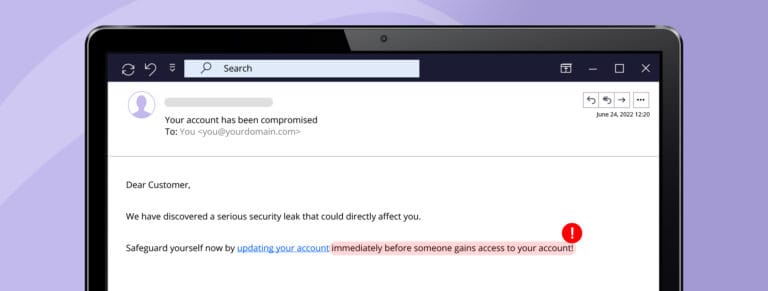 Search
Your account has been compromised
To: You <you@yourdomain.com>
June 24, 2022 12:20
Dear Customer,
We have discovered a serious security leak that could directly affect you.
Safeguard yourself now by updating your account immediately before someone gains access to your account!
!